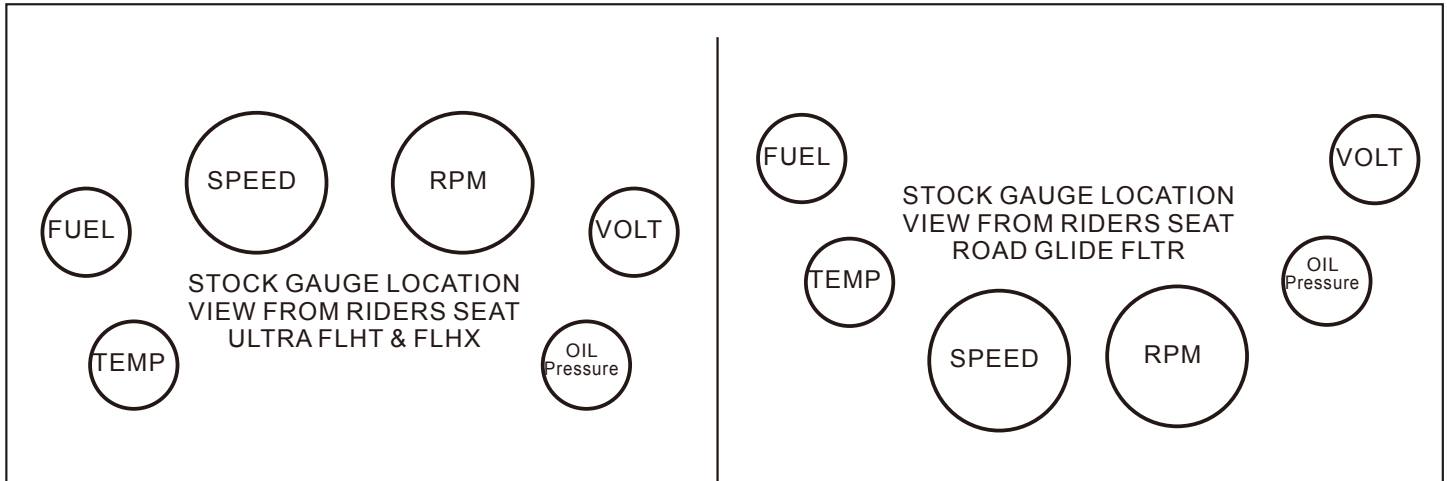 SPEED
RPM
FUEL
VOLT
STOCK GAUGE LOCATION
VIEW FROM RIDERS SEAT
ULTRA FLHT & FLHX
TEMP
OIL
Pressure
FUEL
VOLT
STOCK GAUGE LOCATION
VIEW FROM RIDERS SEAT
ROAD GLIDE FLTR
TEMP
OIL
Pressure
SPEED
RPM